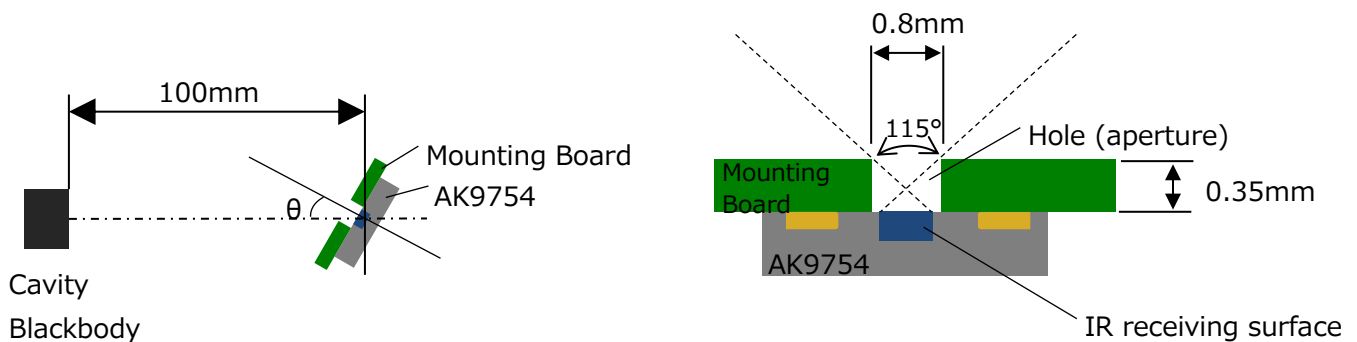 100mm
Mounting Board
AK9754
θ
Cavity
Blackbody
0.8mm
115°
Hole (aperture)
Mounting
Board
0.35mm
AK9754
IR receiving surface